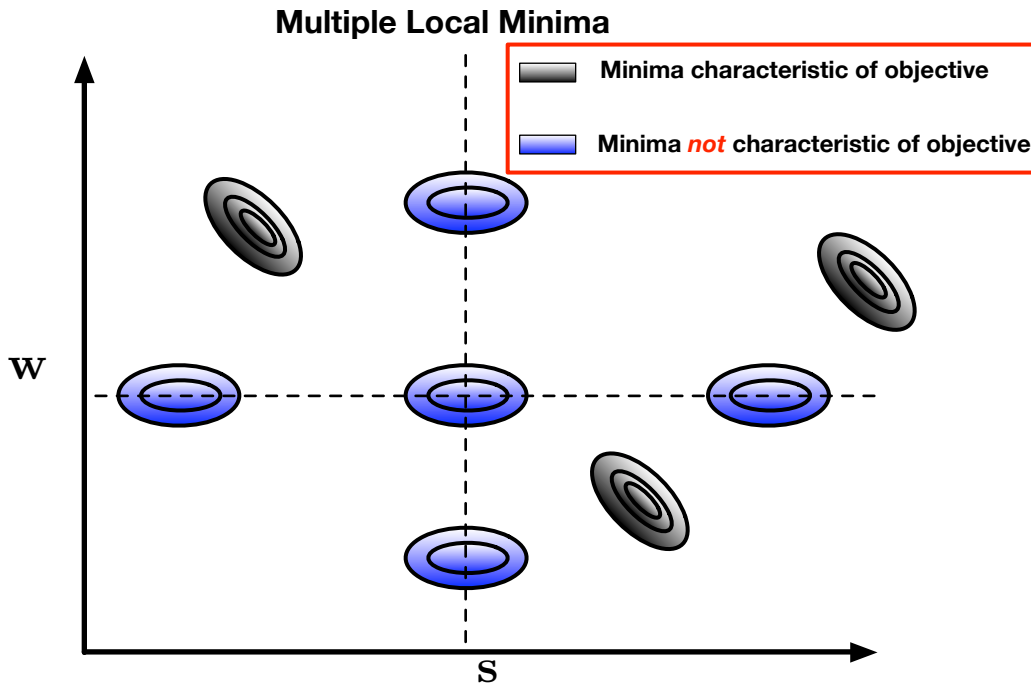 Multiple Local Minima
Minima characteristic of objective
Minima not characteristic of objective
w
s